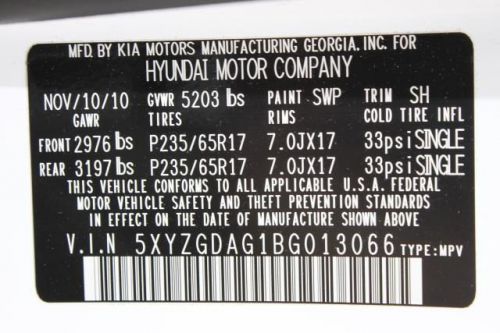 MFD. BY KIA MOTORS MANUFACTURING GEORGIA, INC. FOR
HYUNDAI MOTOR COMPANY
NOV/10/10 GVWR 5203 lbs PAINT SWP TRIM SH
GAWR TIRES RIMS COLD TIRE INFL
FRONT 2976 lbs P235/65R17 7.0JX17 33psi SINGLE
REAR 3197 lbs P235/65R17 7.0JX17 33psi SINGLE
THIS VEHICLE CONFORMS TO ALL APPLICABLE U.S.A. FEDERAL
MOTOR VEHICLE SAFETY AND THEFT PREVENTION STANDARDS
IN EFFECT ON THE DATE OF MANUFACTURE SHOWN ABOVE.
V.I.N 5XYZGDAG1BG013066 TYPE:MPV